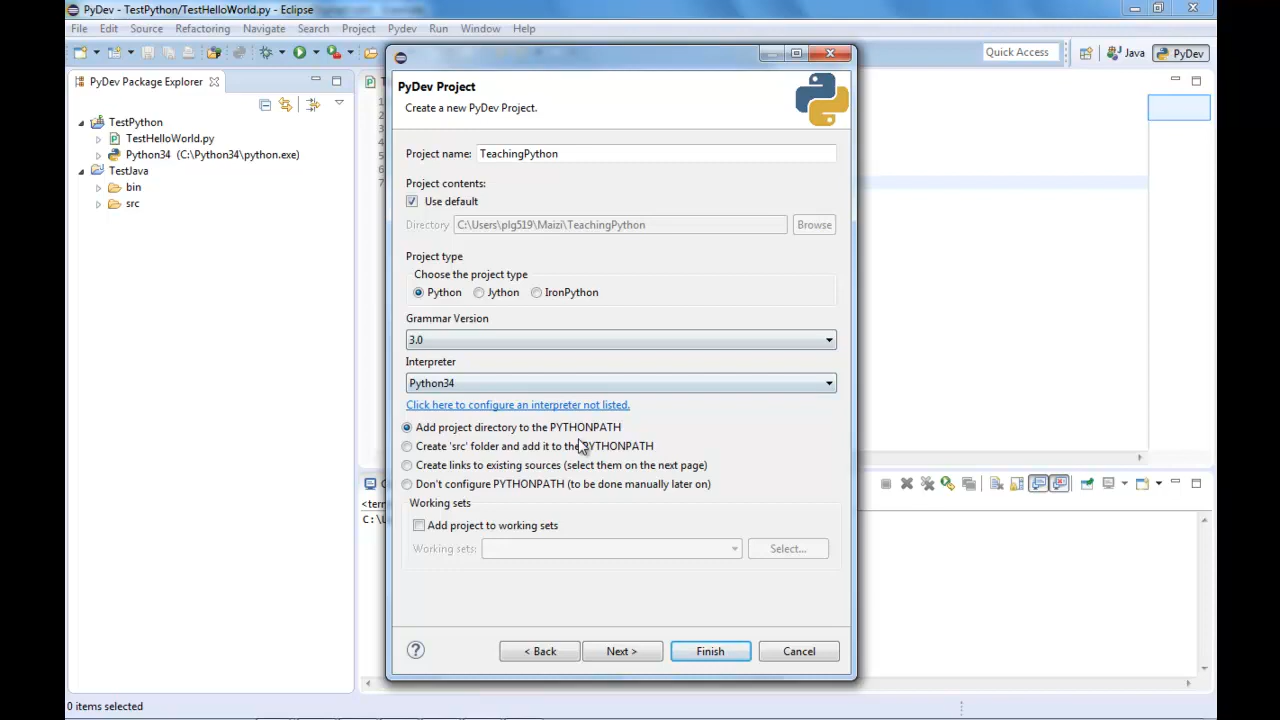 PyDev - TestPython/TestHelloWorld.py - Eclipse
File Edit Source Refactoring Navigate Search Project Pydev Run Window Help
Quick Access
Java
PyDev
PyDev Package Explorer
TestPython
TestHelloWorld.py
Python34 (C:\Python34\python.exe)
TestJava
bin
src
PyDev Project
Create a new PyDev Project.
Project name: TeachingPython
Project contents:
Use default
Directory C:\Users\plg519\Maizi\TeachingPython Browse
Project type
Choose the project type
Python Jython IronPython
Grammar Version
3.0
Interpreter
Python34
Click here to configure an interpreter not listed.
Add project directory to the PYTHONPATH
Create 'src' folder and add it to the PYTHONPATH
Create links to existing sources (select them on the next page)
Don't configure PYTHONPATH (to be done manually later on)
Working sets
Add project to working sets
Working sets: Select...
? < Back Next > Finish Cancel
<ter
C:\
0 items selected